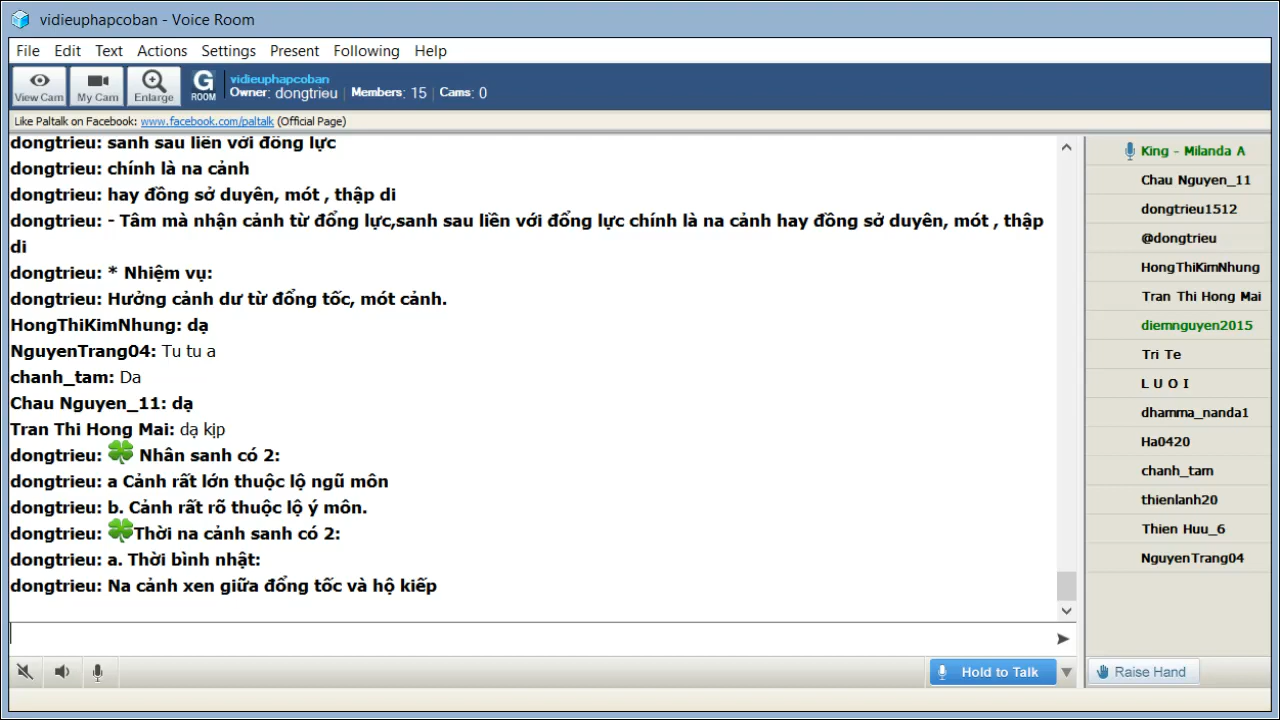 vidieuphapcoban - Voice Room
File Edit Text Actions Settings Present Following Help
View Cam My Cam Enlarge G ROOM vidieuphapcoban
Owner: dongtrieu | Members: 15 | Cams: 0
Like Paltalk on Facebook: www.facebook.com/paltalk (Official Page)
dongtrieu: sanh sau liền với đổng lực
dongtrieu: chính là na cảnh
dongtrieu: hay đồng sở duyên, mót , thập di
dongtrieu: - Tâm mà nhận cảnh từ đổng lực,sanh sau liền với đổng lực chính là na cảnh hay đồng sở duyên, mót , thập
di
dongtrieu: * Nhiệm vụ:
dongtrieu: Hưởng cảnh dư từ đổng tốc, mót cảnh.
HongThiKimNhung: dạ
NguyenTrang04: Tu tu a
chanh_tam: Da
Chau Nguyen_11: dạ
Tran Thi Hong Mai: dạ kịp
dongtrieu: 🍀 Nhân sanh có 2:
dongtrieu: a Cảnh rất lớn thuộc lộ ngũ môn
dongtrieu: b. Cảnh rất rõ thuộc lộ ý môn.
dongtrieu: 🍀Thời na cảnh sanh có 2:
dongtrieu: a. Thời bình nhật:
dongtrieu: Na cảnh xen giữa đổng tốc và hộ kiếp
King - Milanda A
Chau Nguyen_11
dongtrieu1512
@dongtrieu
HongThiKimNhung
Tran Thi Hong Mai
diemnguyen2015
Tri Te
L U O I
dhamma_nanda1
Ha0420
chanh_tam
thienlanh20
Thien Huu_6
NguyenTrang04
Hold to Talk
Raise Hand